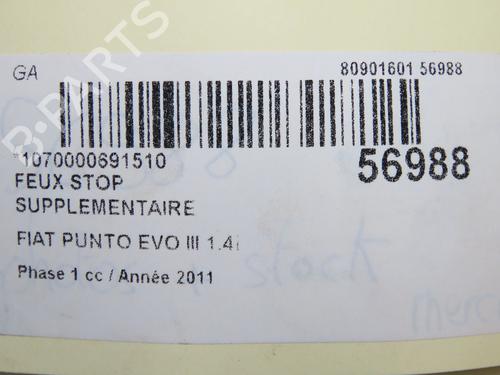 GA
80901601 56988
*1070000691510
56988
FEUX STOP
SUPPLEMENTAIRE
FIAT PUNTO EVO III 1.4i
Phase 1 cc / Année 2011
B-PARTS
stock
merc